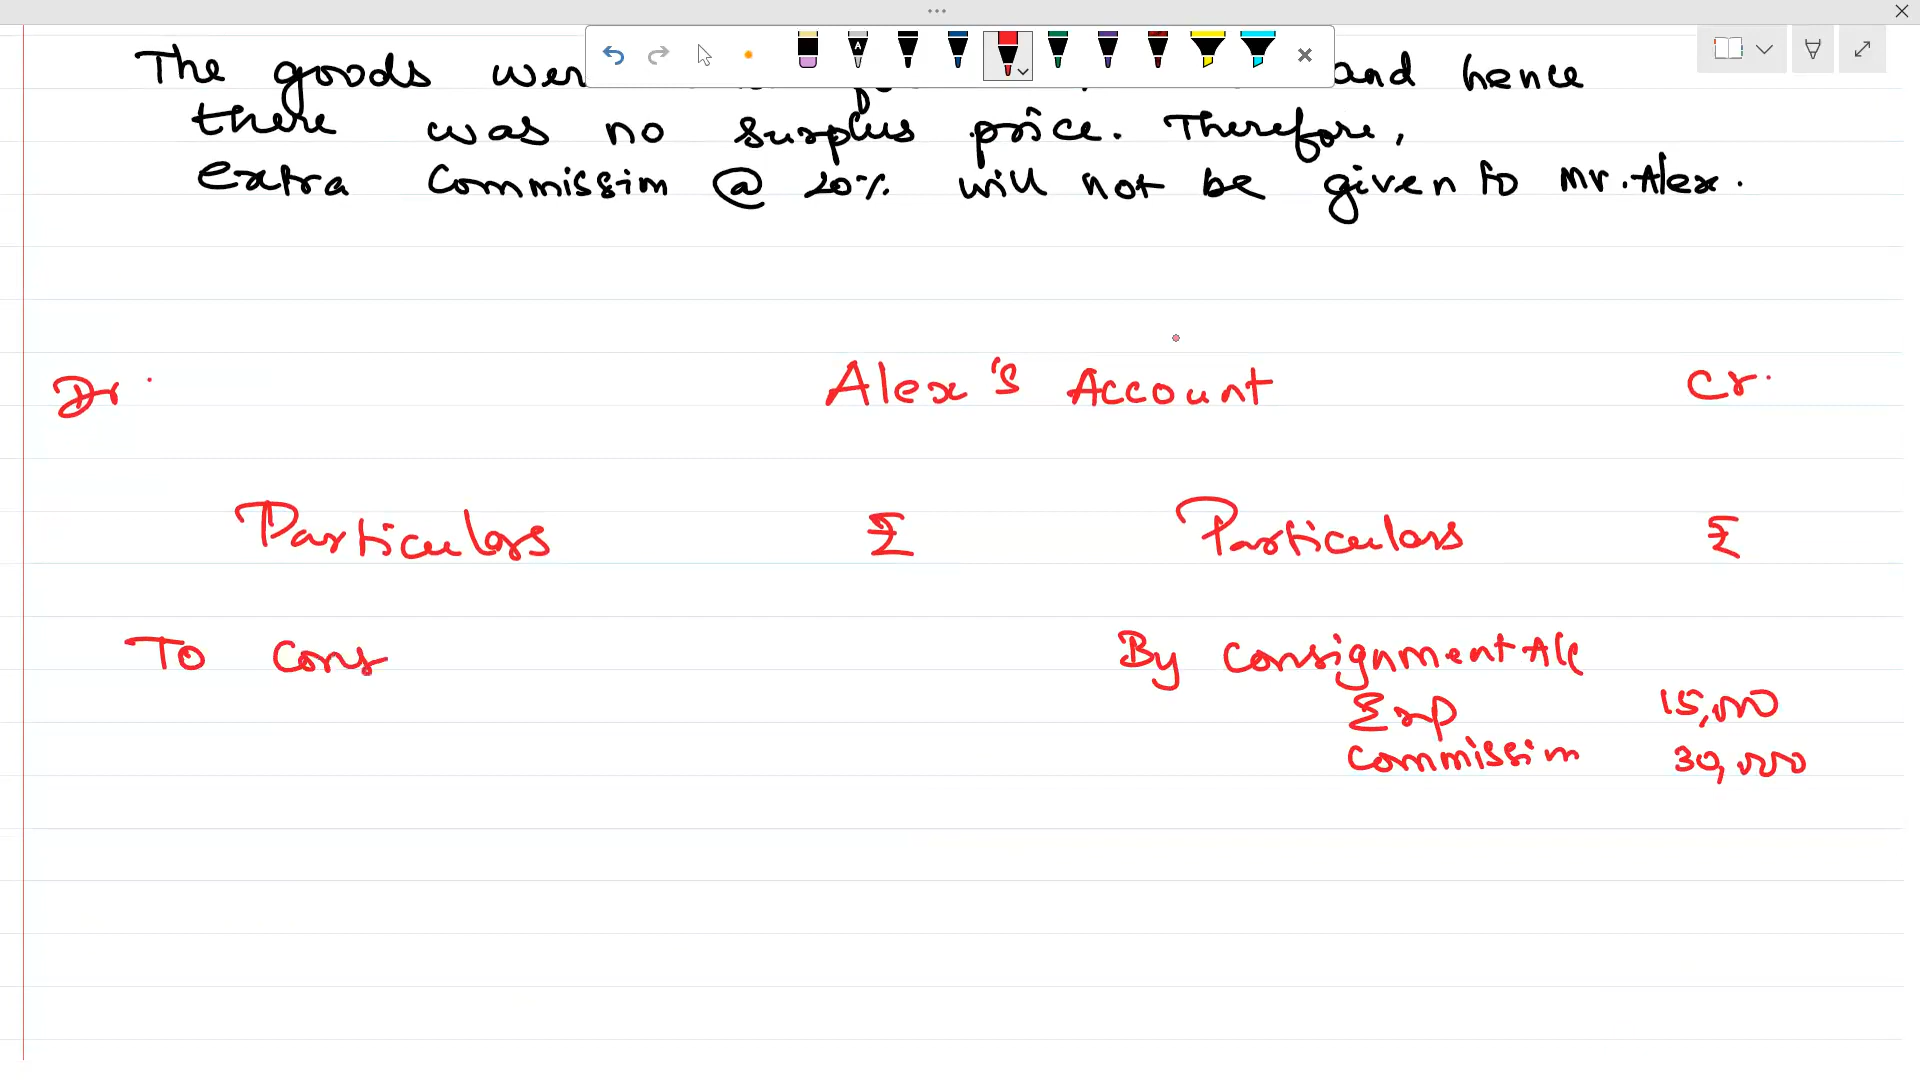 The goods wer and hence
there was no surplus price. Therefore,
extra commission @ 20% will not be given to Mr. Alex.
Dr. Alex's Account Cr.
Particulars ₹ Particulars ₹
To Cons By Consignment A/c
Exp 15,000
Commission 30,000